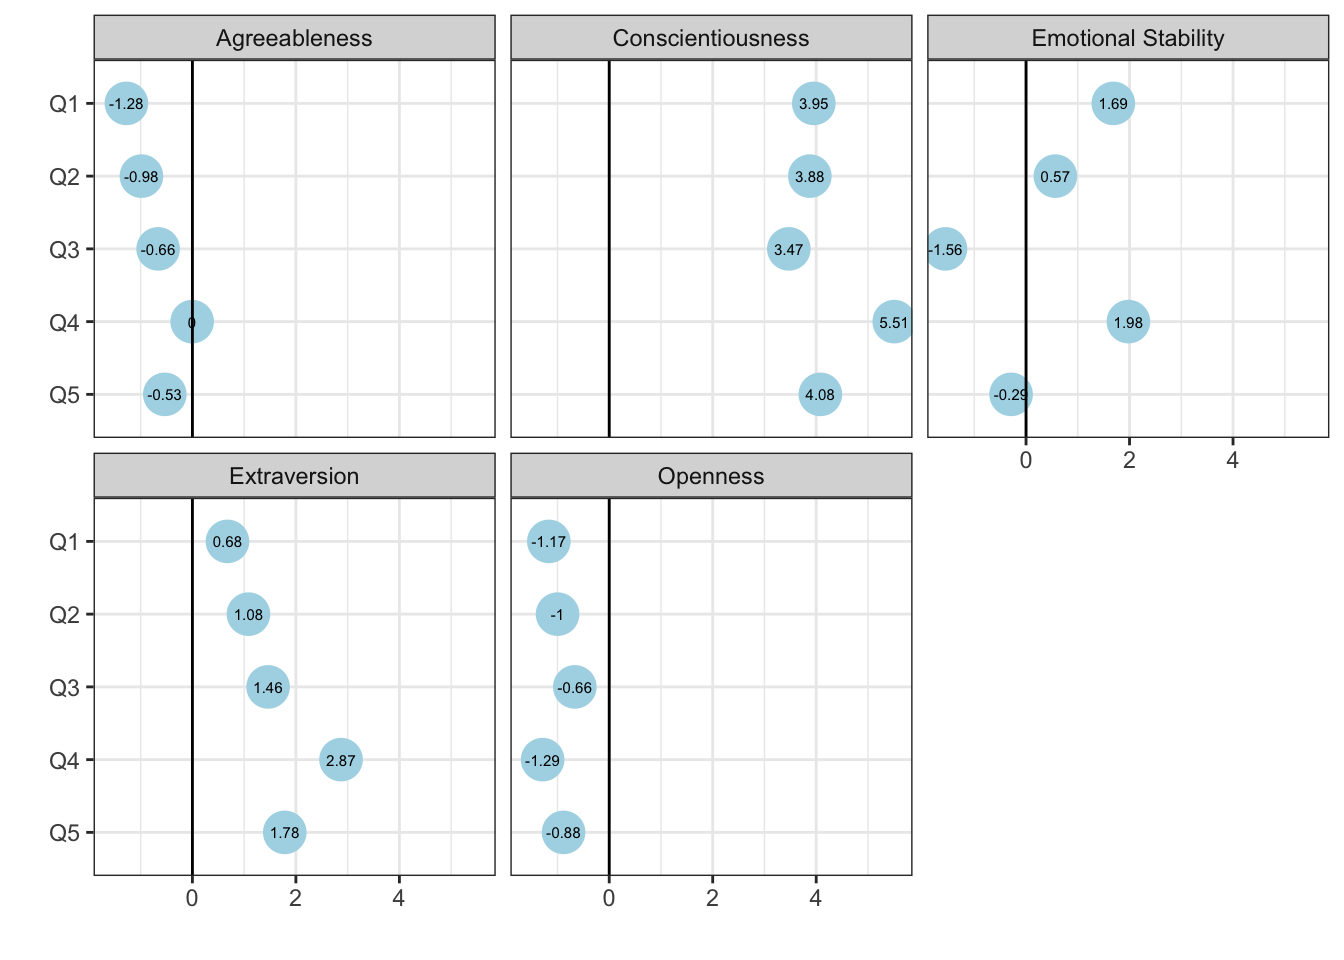 Agreeableness Conscientiousness Emotional Stability
Q1 -1.28 3.95 1.69
Q2 -0.98 3.88 0.57
Q3 -0.66 3.47 -1.56
Q4 0 5.51 1.98
Q5 -0.53 4.08 -0.29
0 2 4
Extraversion Openness
Q1 0.68 -1.17
Q2 1.08 -1
Q3 1.46 -0.66
Q4 2.87 -1.29
Q5 1.78 -0.88
0 2 4 0 2 4